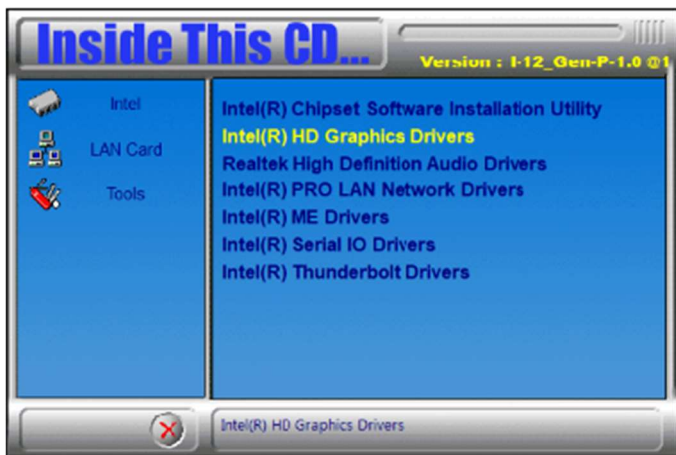 Inside This CD...
Version : I-12_Gen-P-1.0 @1
Intel
LAN Card
Tools
Intel(R) Chipset Software Installation Utility
Intel(R) HD Graphics Drivers
Realtek High Definition Audio Drivers
Intel(R) PRO LAN Network Drivers
Intel(R) ME Drivers
Intel(R) Serial IO Drivers
Intel(R) Thunderbolt Drivers
Intel(R) HD Graphics Drivers